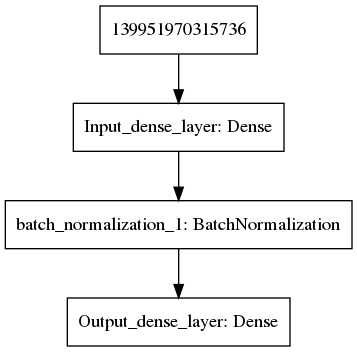 139951970315736
Input_dense_layer: Dense
batch_normalization_1: BatchNormalization
Output_dense_layer: Dense